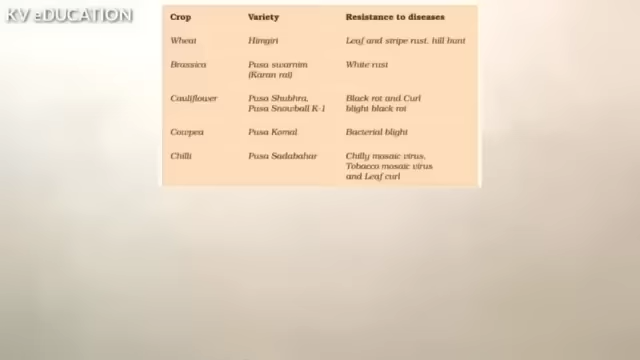 KV eDUCATION
Crop Variety Resistance to diseases
Wheat Himgiri Leaf and stripe rust, hill bunt
Brassica Pusa swarnim White rust
(Karan rai)
Cauliflower Pusa Shubhra, Black rot and Curl
Pusa Snowball K-1 blight black rot
Cowpea Pusa Komal Bacterial blight
Chilli Pusa Sadabahar Chilly mosaic virus,
Tobacco mosaic virus
and Leaf curl